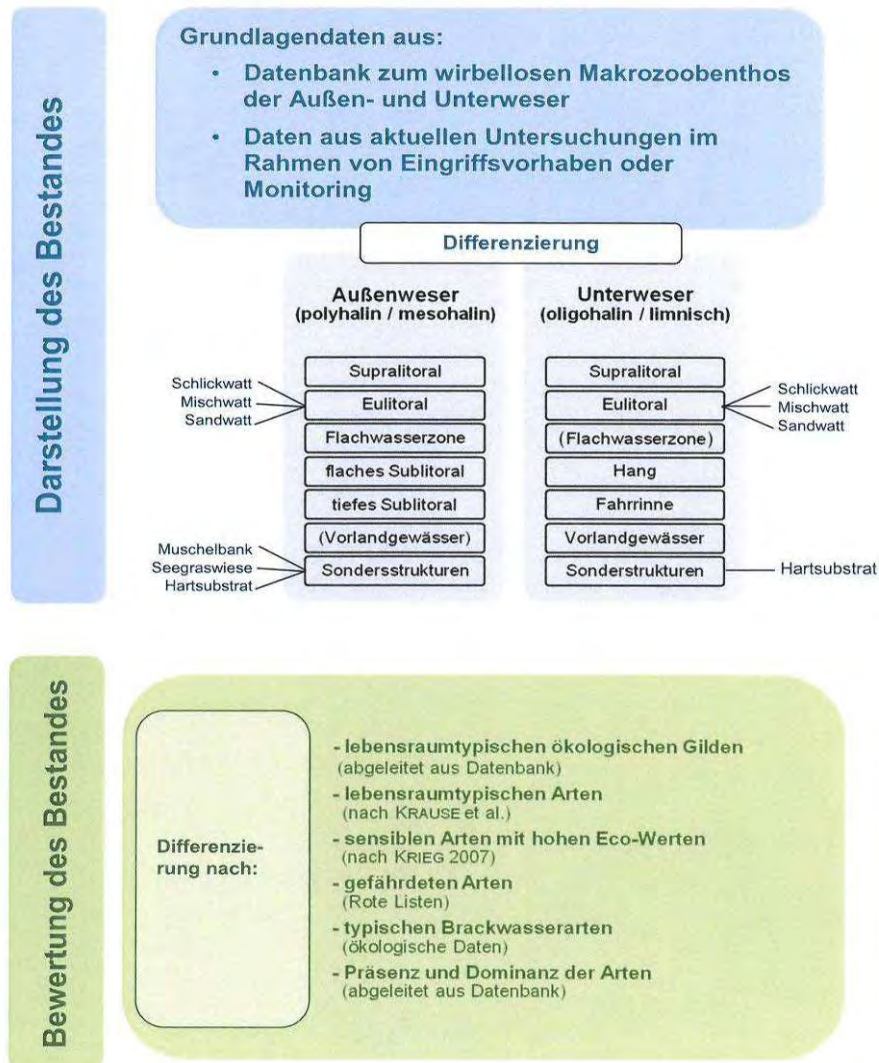 Darstellung des Bestandes
Grundlagendaten aus:
• Datenbank zum wirbellosen Makrozoobenthos
der Außen- und Unterweser
• Daten aus aktuellen Untersuchungen im
Rahmen von Eingriffsvorhaben oder
Monitoring
Differenzierung
Außenweser
(polyhalin / mesohalin)
Supralitoral
Eulitoral
Flachwasserzone
flaches Sublitoral
tiefes Sublitoral
(Vorlandgewässer)
Sondersstrukturen
Schlickwatt
Mischwatt
Sandwatt
Muschelbank
Seegraswiese
Hartsubstrat
Unterweser
(oligohalin / limnisch)
Supralitoral
Eulitoral
(Flachwasserzone)
Hang
Fahrrinne
Vorlandgewässer
Sonderstrukturen
Schlickwatt
Mischwatt
Sandwatt
Hartsubstrat
Bewertung des Bestandes
Differenzie-
rung nach:
- lebensraumtypischen ökologischen Gilden
(abgeleitet aus Datenbank)
- lebensraumtypischen Arten
(nach KRAUSE et al.)
- sensiblen Arten mit hohen Eco-Werten
(nach KRIEG 2007)
- gefährdeten Arten
(Rote Listen)
- typischen Brackwasserarten
(ökologische Daten)
- Präsenz und Dominanz der Arten
(abgeleitet aus Datenbank)